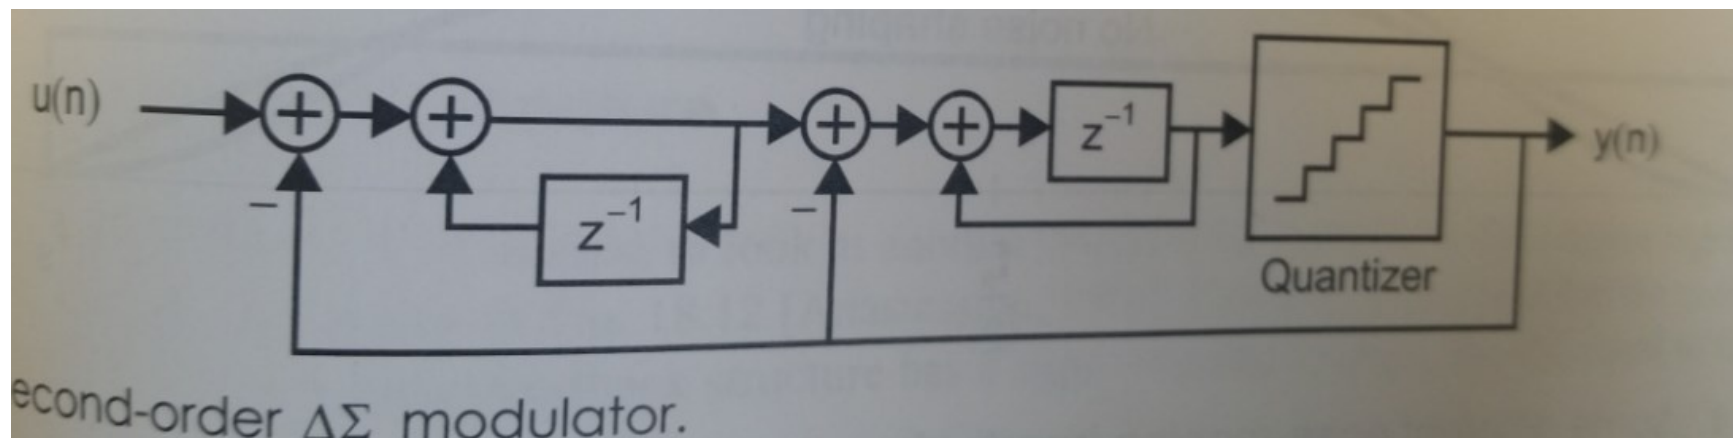 u(n)
+ + + + z⁻¹ y(n)
– z⁻¹ –
Quantizer
econd-order ΔΣ modulator.